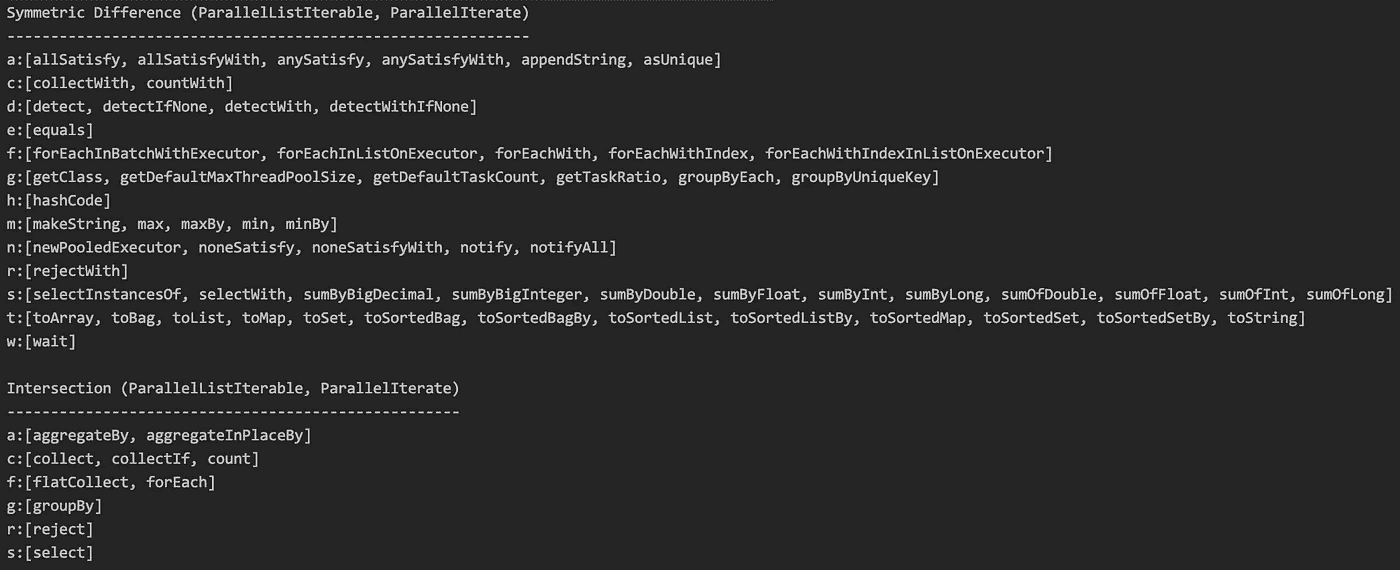 Symmetric Difference (ParallelListIterable, ParallelIterate)
------------------------------------------------------------
a:[allSatisfy, allSatisfyWith, anySatisfy, anySatisfyWith, appendString, asUnique]
c:[collectWith, countWith]
d:[detect, detectIfNone, detectWith, detectWithIfNone]
e:[equals]
f:[forEachInBatchWithExecutor, forEachInListOnExecutor, forEachWith, forEachWithIndex, forEachWithIndexInListOnExecutor]
g:[getClass, getDefaultMaxThreadPoolSize, getDefaultTaskCount, getTaskRatio, groupByEach, groupByUniqueKey]
h:[hashCode]
m:[makeString, max, maxBy, min, minBy]
n:[newPooledExecutor, noneSatisfy, noneSatisfyWith, notify, notifyAll]
r:[rejectWith]
s:[selectInstancesOf, selectWith, sumByBigDecimal, sumByBigInteger, sumByDouble, sumByFloat, sumByInt, sumByLong, sumOfDouble, sumOfFloat, sumOfInt, sumOfLong]
t:[toArray, toBag, toList, toMap, toSet, toSortedBag, toSortedBagBy, toSortedList, toSortedListBy, toSortedMap, toSortedSet, toSortedSetBy, toString]
w:[wait]
Intersection (ParallelListIterable, ParallelIterate)
----------------------------------------------------
a:[aggregateBy, aggregateInPlaceBy]
c:[collect, collectIf, count]
f:[flatCollect, forEach]
g:[groupBy]
r:[reject]
s:[select]